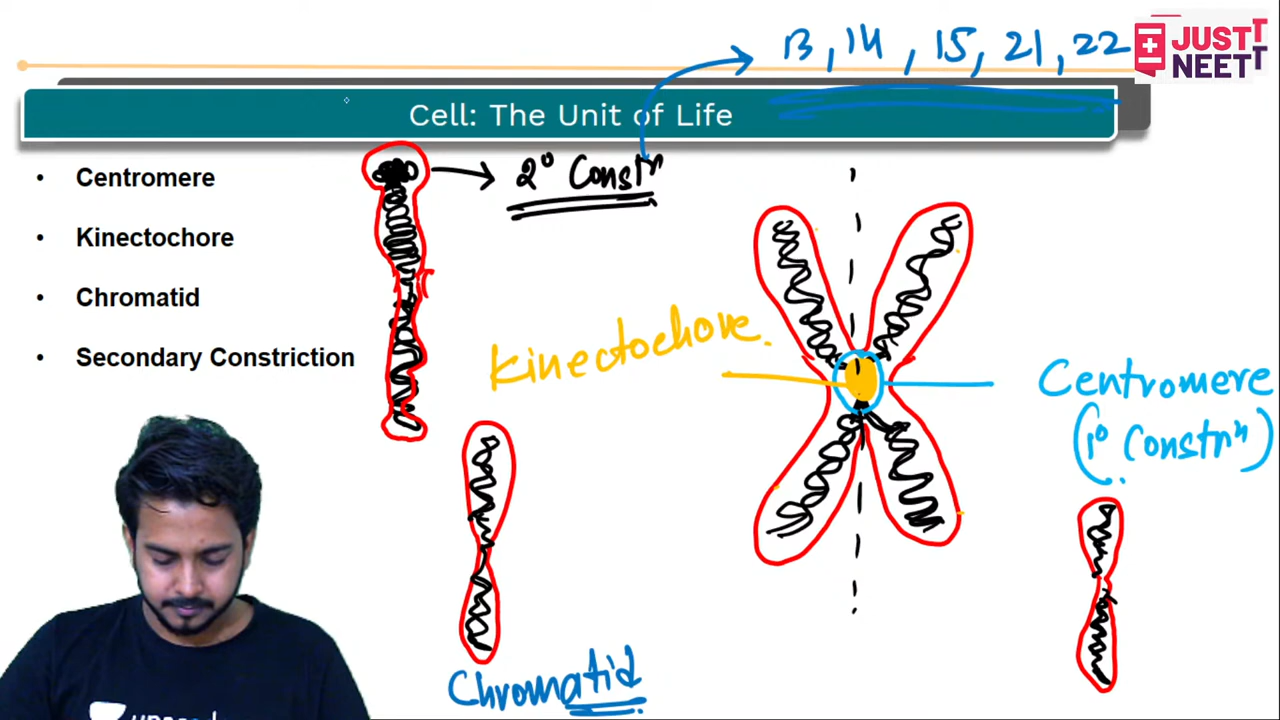 13, 14, 15, 21, 22
JUST
NEET
Cell: The Unit of Life
• Centromere
2° Constrⁿ
• Kinectochore
• Chromatid
• Secondary Constriction
Kinectochore.
Centromere
(1° Constrⁿ)
Chromatid